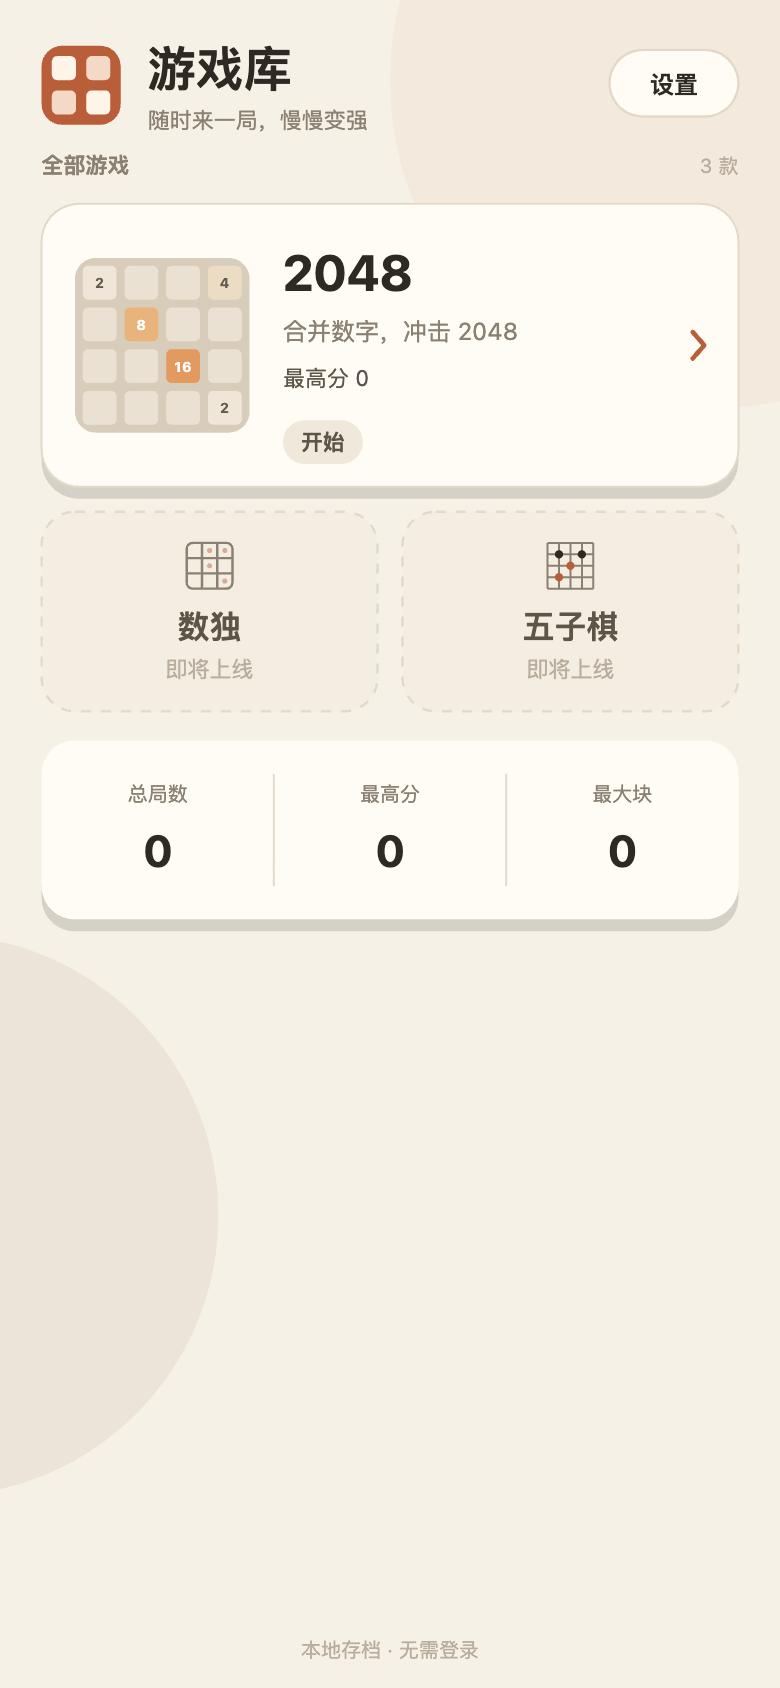 游戏库
随时来一局，慢慢变强
设置
全部游戏
3 款
2 4
8
16
2
2048
合并数字，冲击 2048
最高分 0
开始
数独
即将上线
五子棋
即将上线
总局数
0
最高分
0
最大块
0
本地存档 · 无需登录